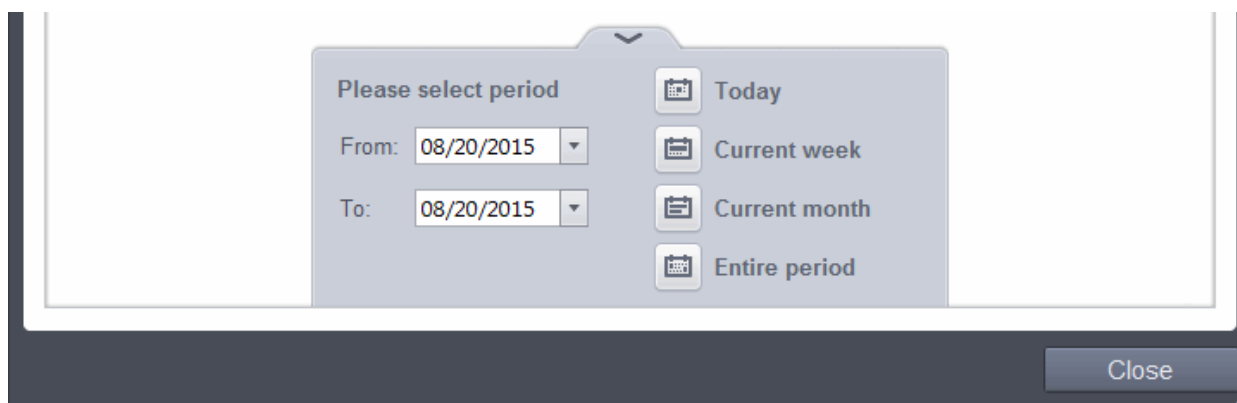 Please select period
From: 08/20/2015
To: 08/20/2015
Today
Current week
Current month
Entire period
Close